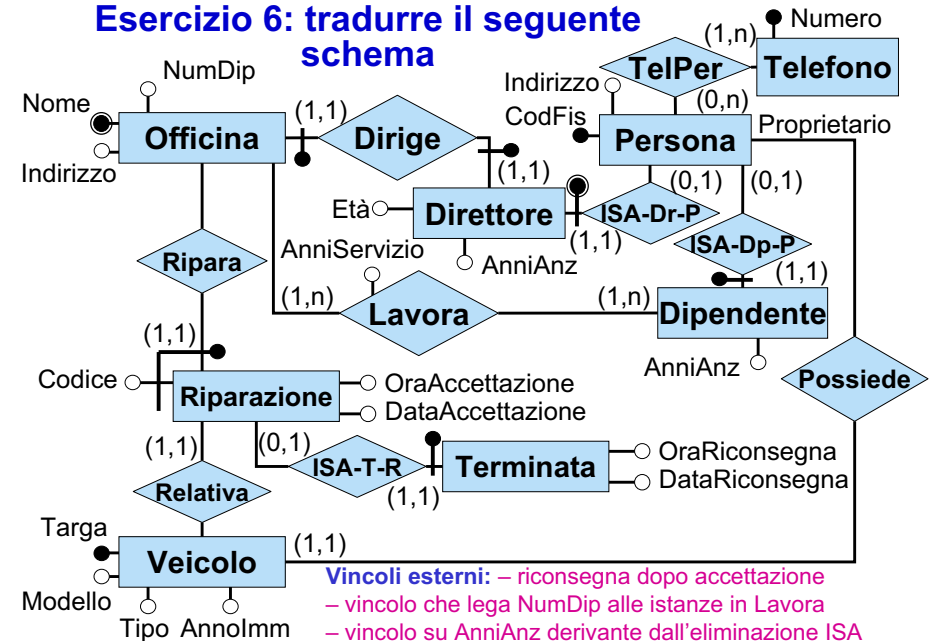 Esercizio 6: tradurre il seguente
schema
Numero
(1,n)
TelPer
Telefono
NumDip
Indirizzo
(0,n)
Nome
(1,1)
CodFis
Officina
Dirige
Persona
Proprietario
Indirizzo
(1,1)
(0,1)
(0,1)
Età
Direttore
ISA-Dr-P
(1,1)
AnniServizio
AnniAnz
ISA-Dp-P
Ripara
(1,1)
(1,n)
Lavora
(1,n)
Dipendente
(1,1)
AnniAnz
Codice
Riparazione
OraAccettazione
DataAccettazione
Possiede
(1,1)
(0,1)
ISA-T-R
Terminata
OraRiconsegna
DataRiconsegna
(1,1)
Relativa
Targa
(1,1)
Veicolo
Modello
Tipo AnnoImm
Vincoli esterni: – riconsegna dopo accettazione
– vincolo che lega NumDip alle istanze in Lavora
– vincolo su AnniAnz derivante dall'eliminazione ISA